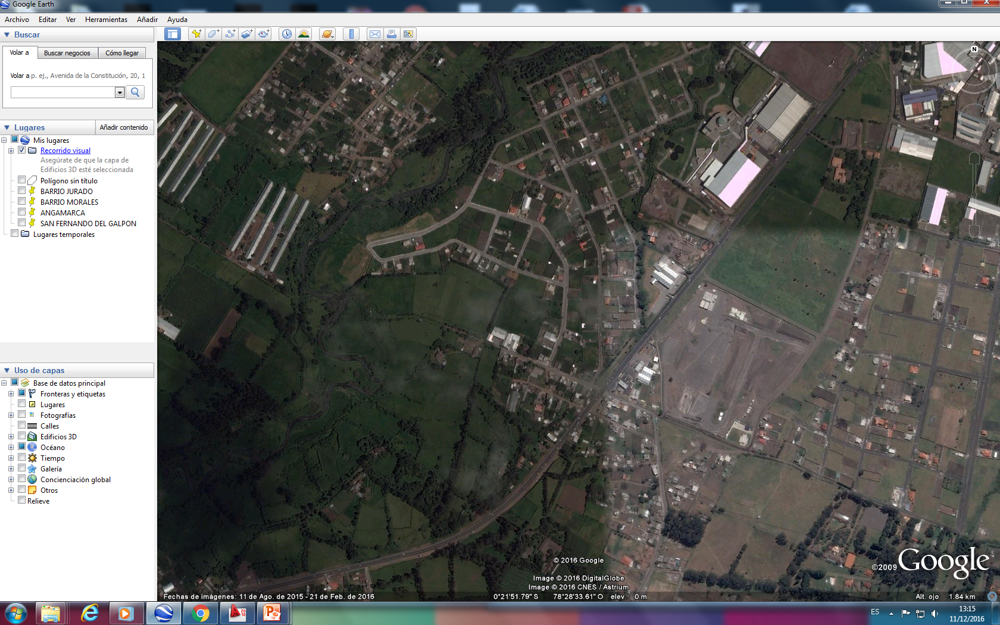 Google Earth
Archivo Editar Ver Herramientas Añadir Ayuda
Buscar
Volar a Buscar negocios Cómo llegar
Volar a p. ej., Avenida de la Constitución, 20, 1
Lugares Añadir contenido
Mis lugares
Recorrido visual
Asegúrate de que la capa de
Edificios 3D esté seleccionada
Polígono sin título
BARRIO JURADO
BARRIO MORALES
ANGAMARCA
SAN FERNANDO DEL GALPON
Lugares temporales
Uso de capas
Base de datos principal
Fronteras y etiquetas
Lugares
Fotografías
Calles
Edificios 3D
Océano
Tiempo
Galería
Concienciación global
Otros
Relieve
N
© 2016 Google
Image © 2016 DigitalGlobe
Image © 2016 CNES / Astrium
©2009 Google
Fechas de imágenes: 11 de Ago. de 2015 - 21 de Feb. de 2016 0°21'51.79" S 78°28'33.61" O elev. 0 m Alt. ojo 1.84 km
ES 13:15
11/12/2016